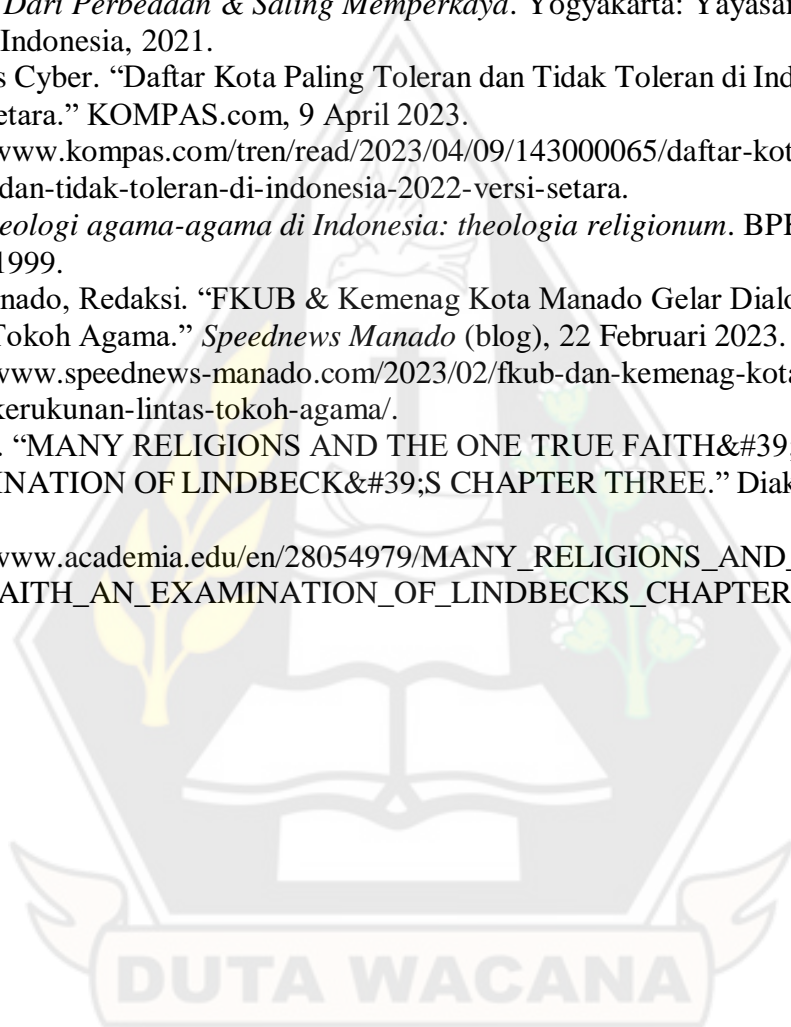 Dari Perbedaan & Saling Memperkaya. Yogyakarta: Yayasan
Indonesia, 2021.
s Cyber. “Daftar Kota Paling Toleran dan Tidak Toleran di Ind
etara.” KOMPAS.com, 9 April 2023.
www.kompas.com/tren/read/2023/04/09/143000065/daftar-kot
dan-tidak-toleran-di-indonesia-2022-versi-setara.
eologi agama-agama di Indonesia: theologia religionum. BPK
1999.
nado, Redaksi. “FKUB & Kemenag Kota Manado Gelar Dialo
Tokoh Agama.” Speednews Manado (blog), 22 Februari 2023.
www.speednews-manado.com/2023/02/fkub-dan-kemenag-kota
kerukunan-lintas-tokoh-agama/.
. “MANY RELIGIONS AND THE ONE TRUE FAITH&#39;
INATION OF LINDBECK&#39;S CHAPTER THREE.” Diak
www.academia.edu/en/28054979/MANY_RELIGIONS_AND_
AITH_AN_EXAMINATION_OF_LINDBECKS_CHAPTER
DUTA WACANA